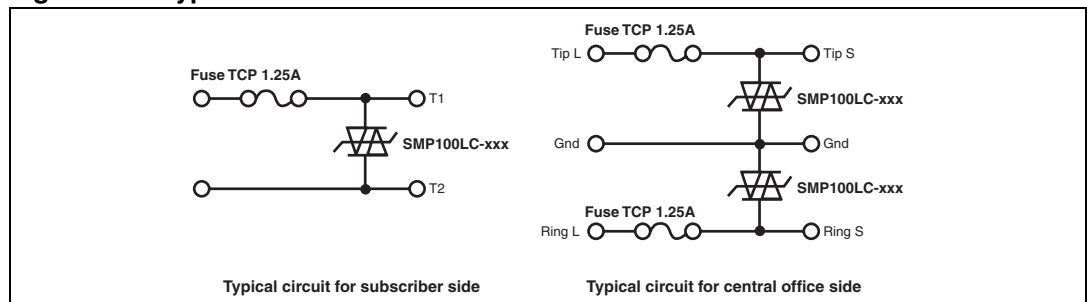 Fuse TCP 1.25A
T1
SMP100LC-xxx
T2
Typical circuit for subscriber side
Fuse TCP 1.25A
Tip L
Tip S
SMP100LC-xxx
Gnd
Gnd
SMP100LC-xxx
Fuse TCP 1.25A
Ring L
Ring S
Typical circuit for central office side